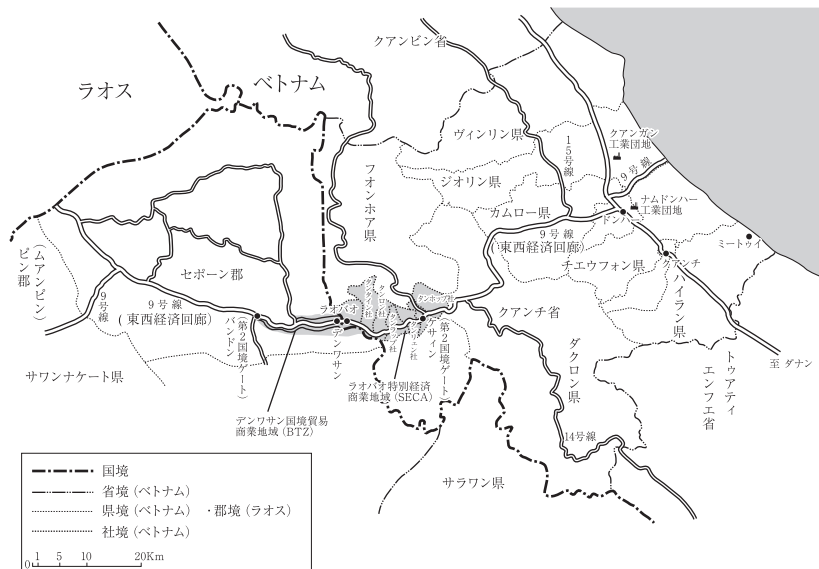 クアンビン省
ラオス
ベトナム
ヴィンリン県
15号線
クアンガン
工業団地
9号線
ジオリン県
フオンホア県
カムロー県
ナムドンハー
工業団地
ドンハー
9号線
(東西経済回廊)
ミートゥイ
クアンチ
チエウフォン県
ハイラン県
(ムアンピン)
ピン郡
セポーン郡
9号線
9号線
(東西経済回廊)
ラオバオ
タンホップ社
クアンチ省
(第2国境ゲート)
バンドン
デンサワン
ケサイン
(第2国境ゲート)
ダクロン県
トゥアティ
エンフエ省
至 ダナン
サワンナケート県
ラオバオ特別経済
商業地域(SECA)
デンワサン国境貿易
商業地域(BTZ)
14号線
サラワン県
国境
省境(ベトナム)
県境(ベトナム) ・郡境(ラオス)
社境(ベトナム)
0 1 5 10 20Km